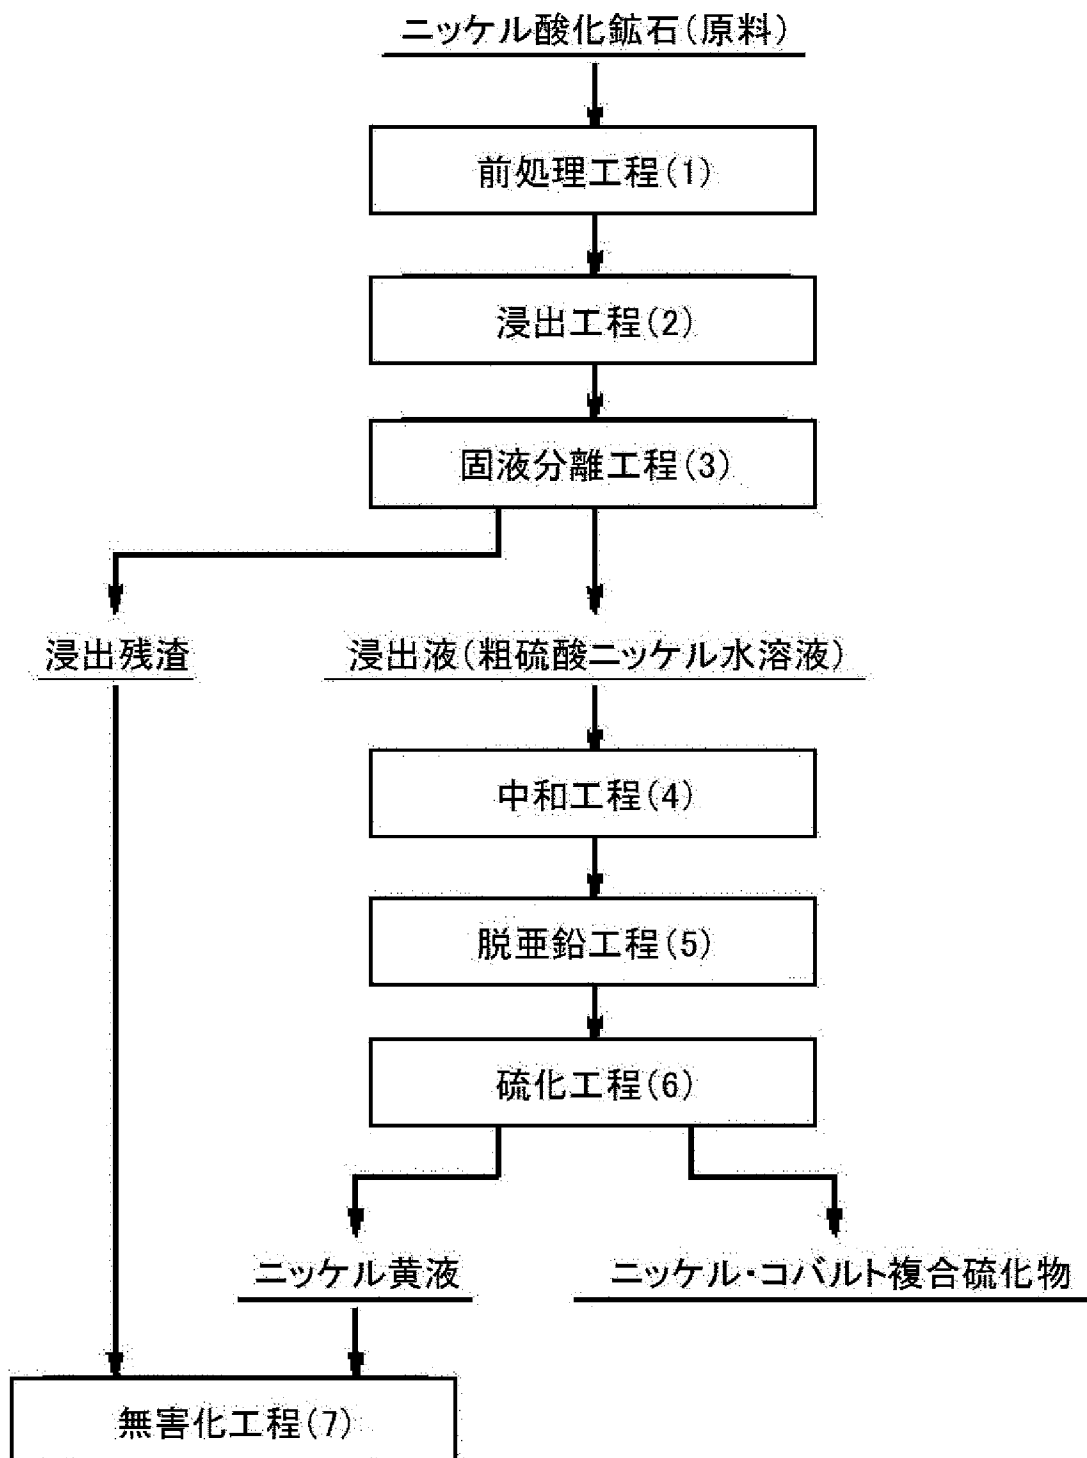 ニッケル酸化鉱石(原料)
前処理工程(1)
浸出工程(2)
固液分離工程(3)
浸出残渣
浸出液(粗硫酸ニッケル水溶液)
中和工程(4)
脱亜鉛工程(5)
硫化工程(6)
ニッケル黄液
ニッケル・コバルト複合硫化物
無害化工程(7)